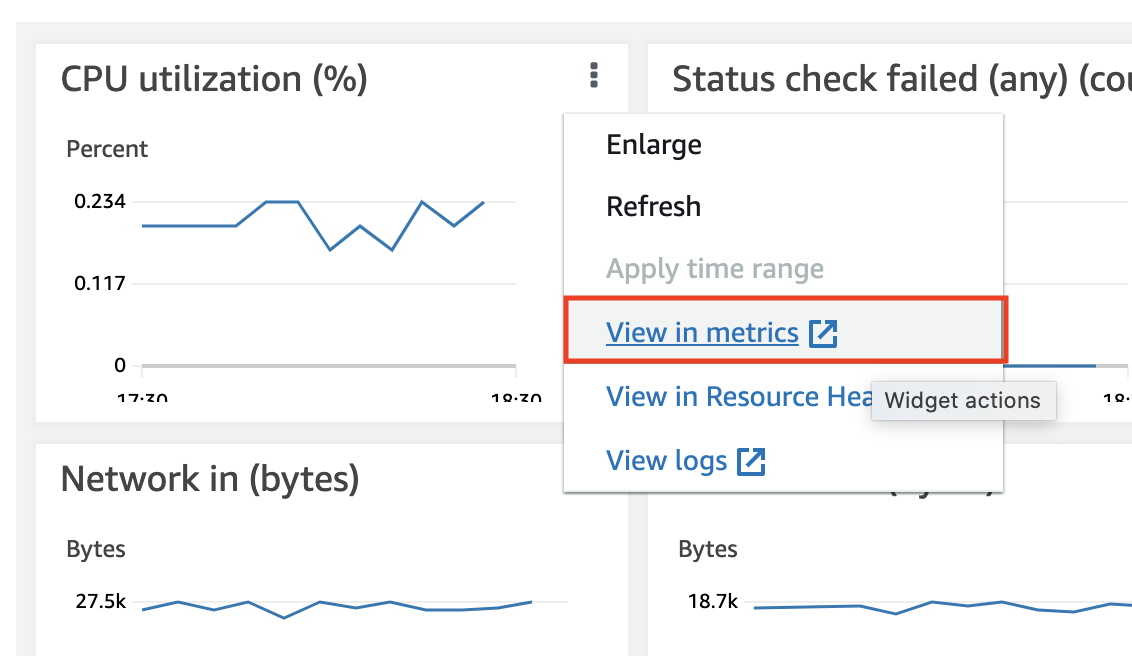 CPU utilization (%)
Percent
0.234
0.117
0
17:30
18:30
Status check failed (any)
Enlarge
Refresh
Apply time range
View in metrics
View in Resource
Widget actions
View logs
Network in (bytes)
Bytes
27.5k
Bytes
18.7k